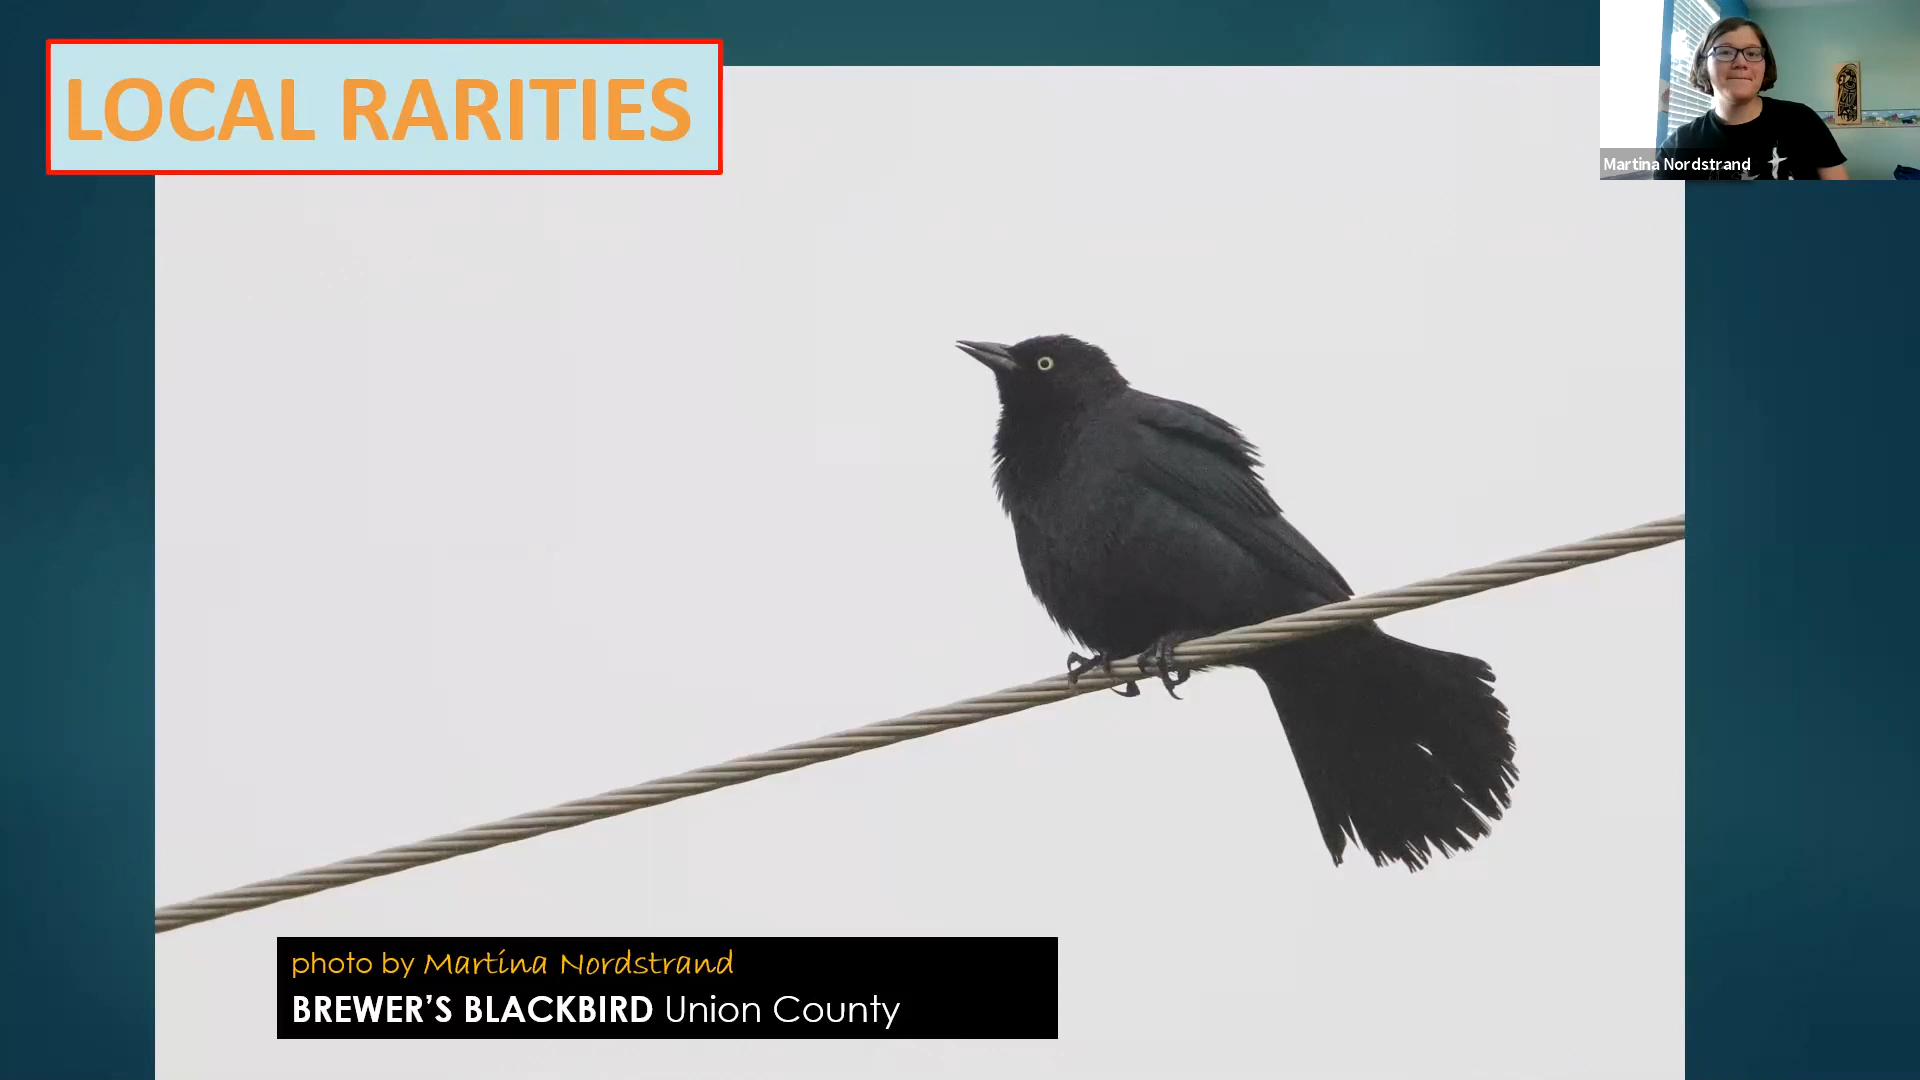 LOCAL RARITIES
Martina Nordstrand
photo by Martina Nordstrand
BREWER’S BLACKBIRD Union County